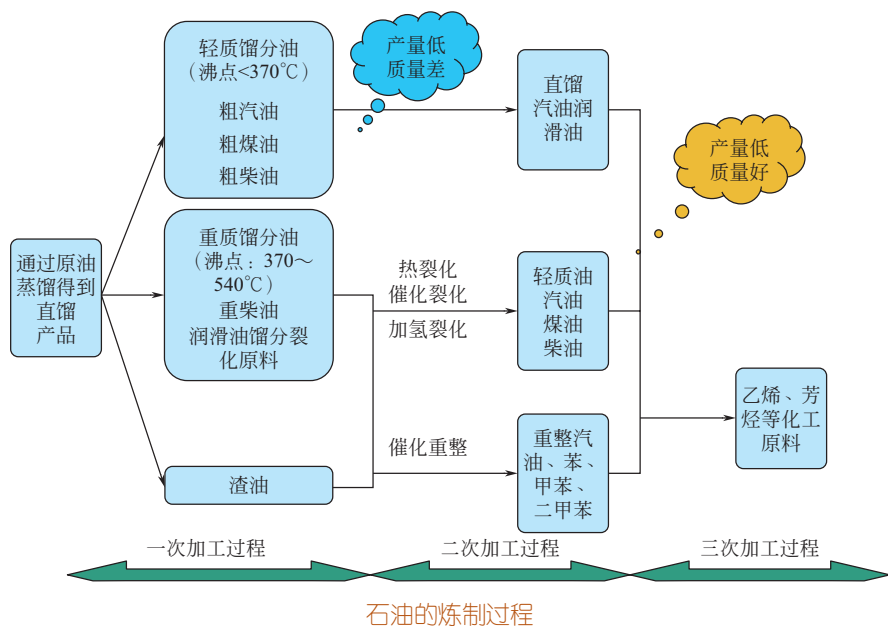 轻质馏分油
（沸点<370℃）
粗汽油
粗煤油
粗柴油
产量低
质量差
直馏
汽油润
滑油
产量低
质量好
通过原油
蒸馏得到
直馏
产品
重质馏分油
（沸点：370～
540℃）
重柴油
润滑油馏分裂
化原料
热裂化
催化裂化
加氢裂化
轻质油
汽油
煤油
柴油
乙烯、芳
烃等化工
原料
渣油
催化重整
重整汽
油、苯、
甲苯、
二甲苯
一次加工过程
二次加工过程
三次加工过程
石油的炼制过程